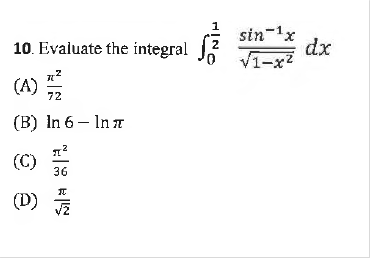 10. Evaluate the integral ∫₀^(1/2) sin⁻¹x / √(1−x²) dx
(A) π²/72
(B) ln 6 − ln π
(C) π²/36
(D) π/√2